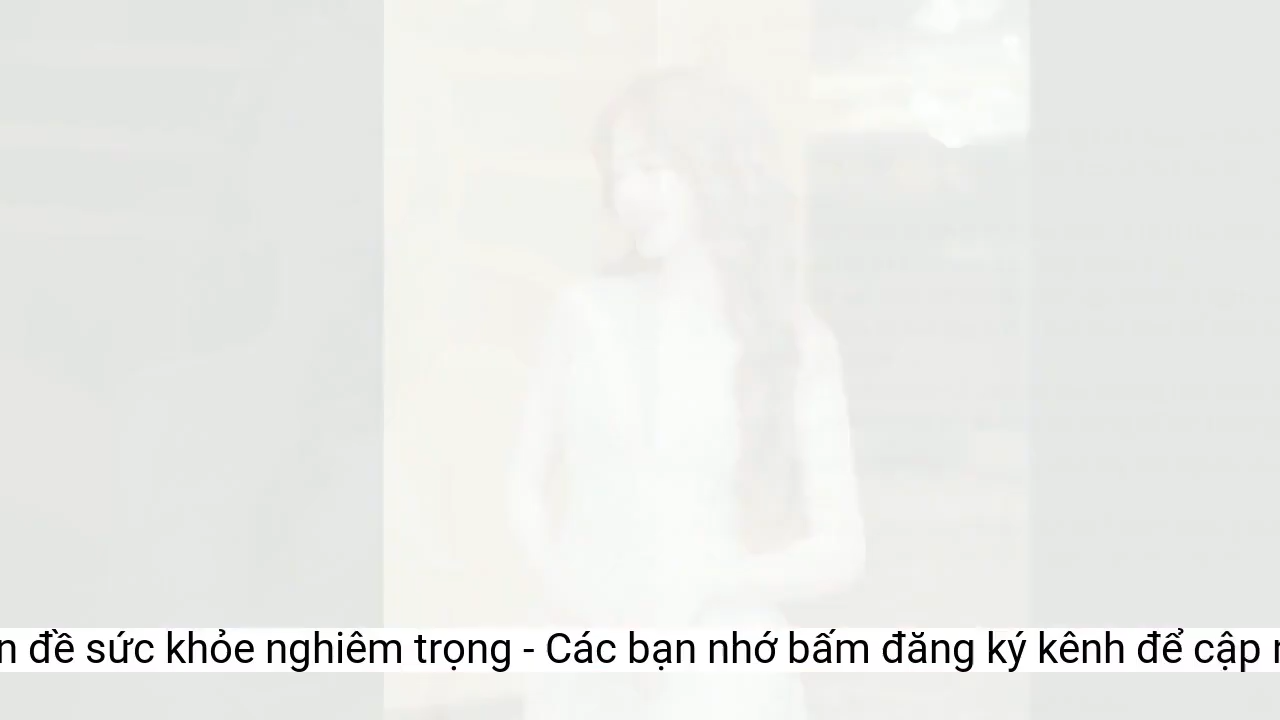 n đề sức khỏe nghiêm trọng - Các bạn nhớ bấm đăng ký kênh để cập